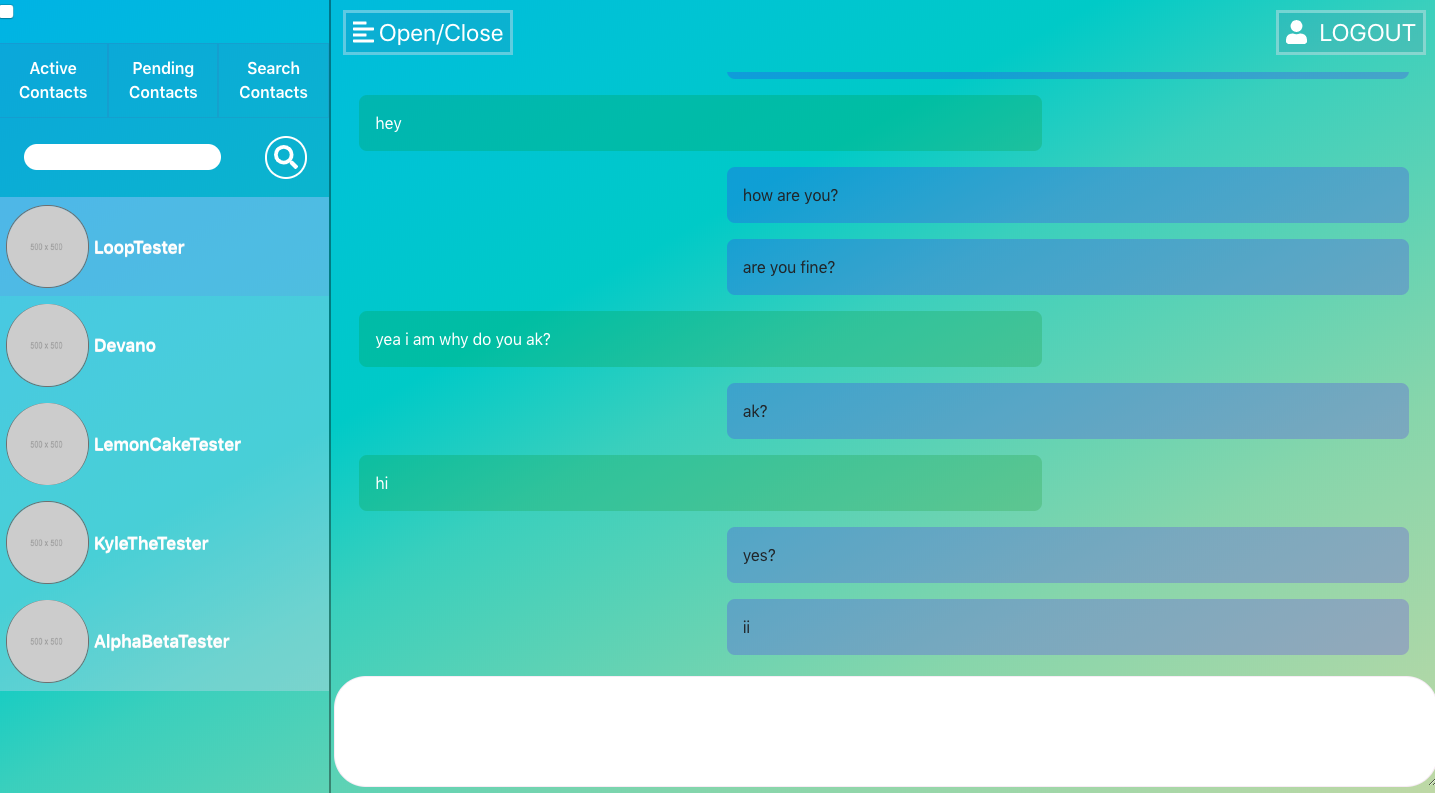 Open/Close
LOGOUT
Active
Contacts
Pending
Contacts
Search
Contacts
500 x 500
LoopTester
500 x 500
Devano
500 x 500
LemonCakeTester
500 x 500
KyleTheTester
500 x 500
AlphaBetaTester
hey
how are you?
are you fine?
yea i am why do you ak?
ak?
hi
yes?
ii